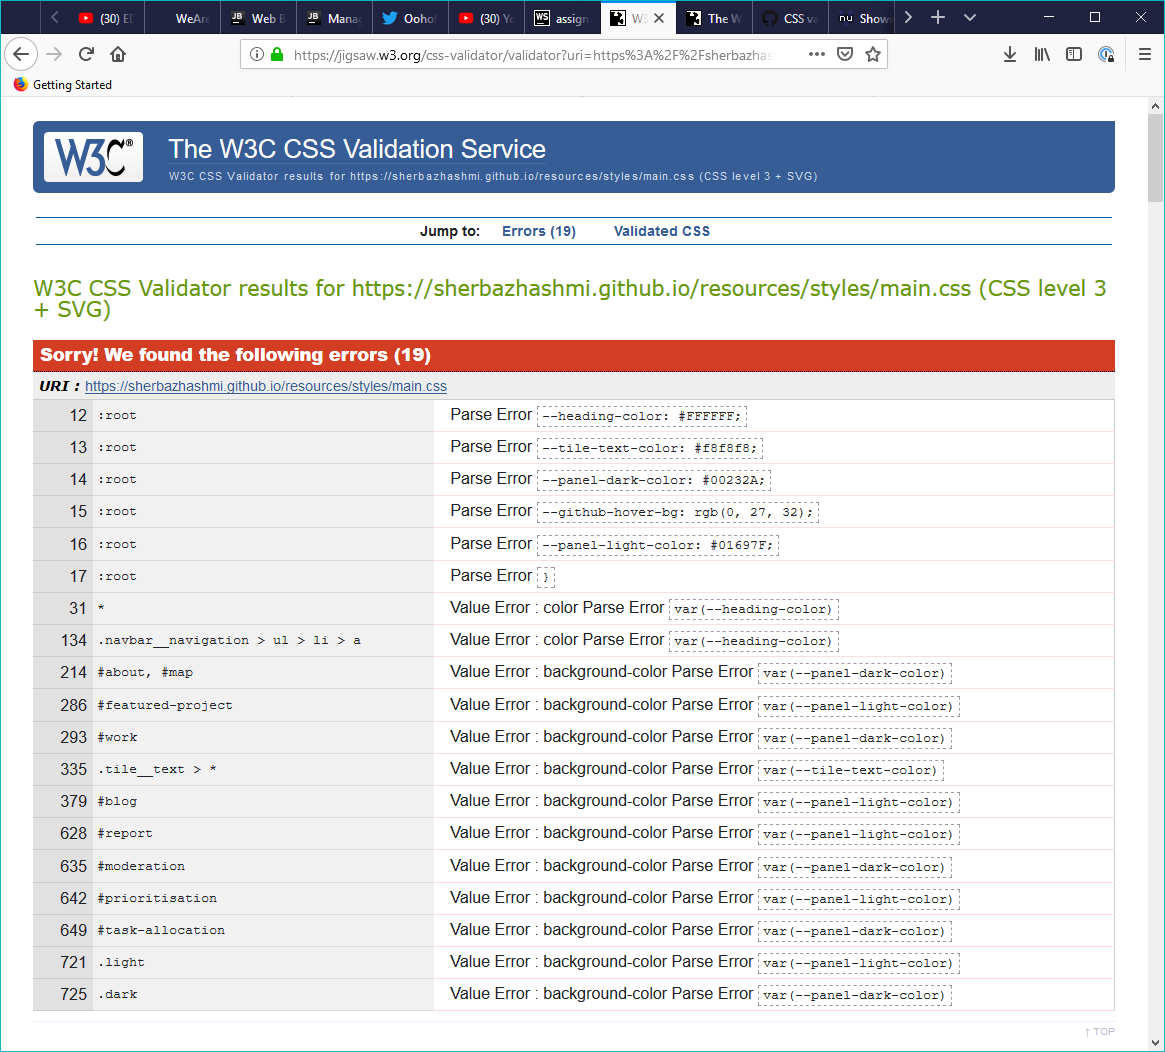 (30) E
WeAre
JB Web B
JB Mana
Ooho!
(30) Yo
WS assign
W3
The W
CSS va
nu Show
https://jigsaw.w3.org/css-validator/validator?uri=https%3A%2F%2Fsherbazhas
Getting Started
W3C® The W3C CSS Validation Service
W3C CSS Validator results for https://sherbazhashmi.github.io/resources/styles/main.css (CSS level 3 + SVG)
Jump to: Errors (19) Validated CSS
W3C CSS Validator results for https://sherbazhashmi.github.io/resources/styles/main.css (CSS level 3
+ SVG)
Sorry! We found the following errors (19)
URI : https://sherbazhashmi.github.io/resources/styles/main.css
12 :root Parse Error --heading-color: #FFFFFF;
13 :root Parse Error --tile-text-color: #f8f8f8;
14 :root Parse Error --panel-dark-color: #00232A;
15 :root Parse Error --github-hover-bg: rgb(0, 27, 32);
16 :root Parse Error --panel-light-color: #01697F;
17 :root Parse Error }
31 * Value Error : color Parse Error var(--heading-color)
134 .navbar__navigation > ul > li > a Value Error : color Parse Error var(--heading-color)
214 #about, #map Value Error : background-color Parse Error var(--panel-dark-color)
286 #featured-project Value Error : background-color Parse Error var(--panel-light-color)
293 #work Value Error : background-color Parse Error var(--panel-dark-color)
335 .tile__text > * Value Error : background-color Parse Error var(--tile-text-color)
379 #blog Value Error : background-color Parse Error var(--panel-light-color)
628 #report Value Error : background-color Parse Error var(--panel-light-color)
635 #moderation Value Error : background-color Parse Error var(--panel-dark-color)
642 #prioritisation Value Error : background-color Parse Error var(--panel-light-color)
649 #task-allocation Value Error : background-color Parse Error var(--panel-dark-color)
721 .light Value Error : background-color Parse Error var(--panel-light-color)
725 .dark Value Error : background-color Parse Error var(--panel-dark-color)
↑ TOP